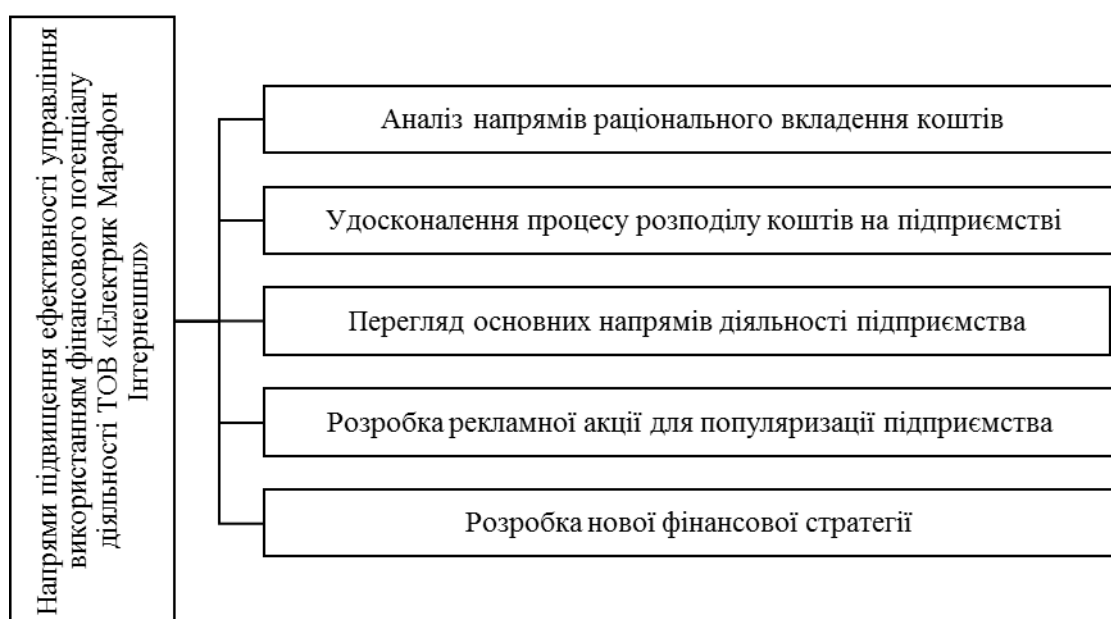 Напрями підвищення ефективності управління
використанням фінансового потенціалу
діяльності ТОВ «Електрик Марафон
Інтернешнл»
Аналіз напрямів раціонального вкладення коштів
Удосконалення процесу розподілу коштів на підприємстві
Перегляд основних напрямів діяльності підприємства
Розробка рекламної акції для популяризації підприємства
Розробка нової фінансової стратегії